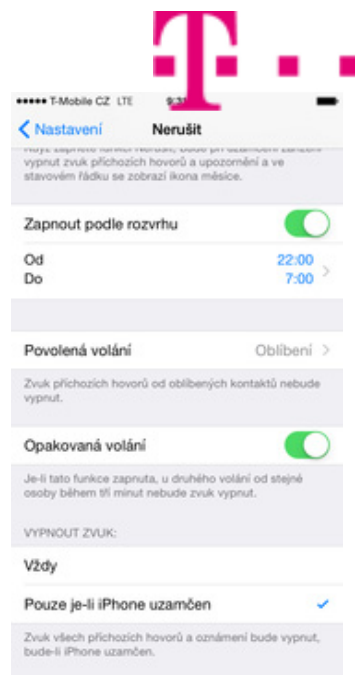 T
T-Mobile CZ LTE
Nastavení Nerušit
vypnut zvuk příchozích hovorů a upozornění a ve
stavovém řádku se zobrazí ikona měsíce.
Zapnout podle rozvrhu
Od 22:00
Do 7:00
Povolená volání Oblíbení
Zvuk příchozích hovorů od oblíbených kontaktů nebude
vypnut.
Opakovaná volání
Je-li tato funkce zapnuta, u druhého volání od stejné
osoby během tří minut nebude zvuk vypnut.
VYPNOUT ZVUK:
Vždy
Pouze je-li iPhone uzamčen
Zvuk všech příchozích hovorů a oznámení bude vypnut,
bude-li iPhone uzamčen.